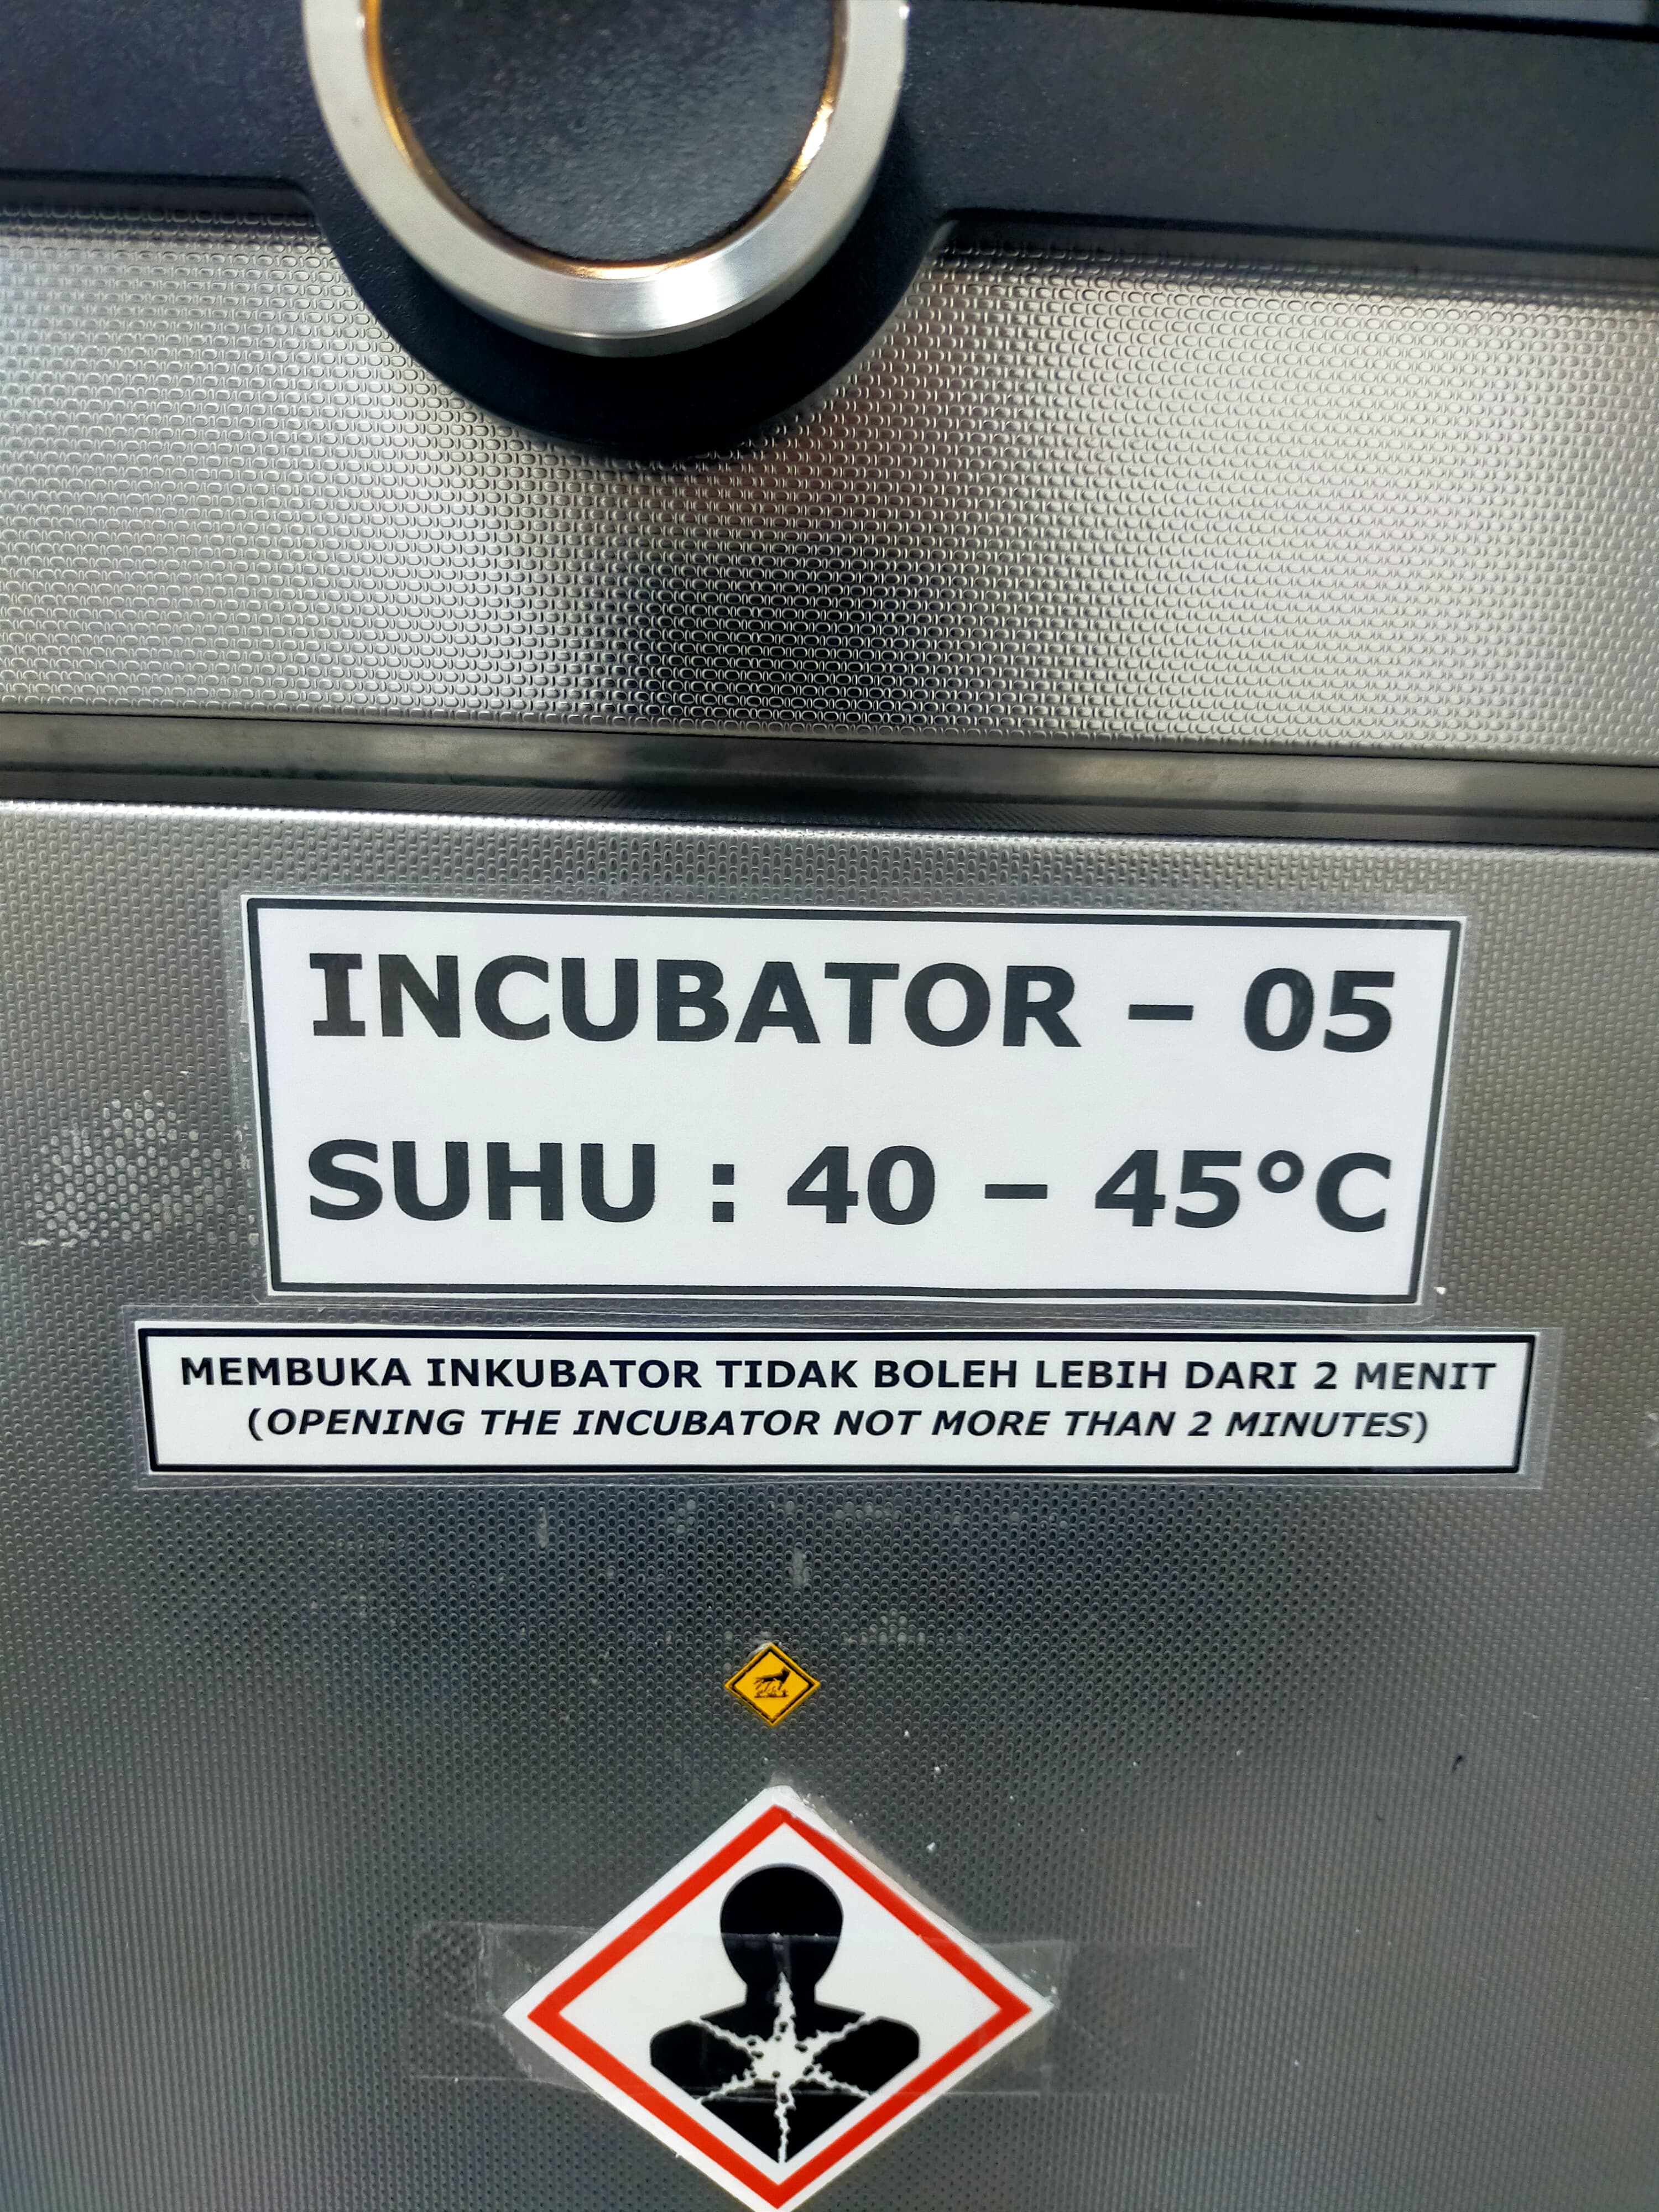 INCUBATOR – 05
SUHU : 40 – 45°C
MEMBUKA INKUBATOR TIDAK BOLEH LEBIH DARI 2 MENIT
(OPENING THE INCUBATOR NOT MORE THAN 2 MINUTES)